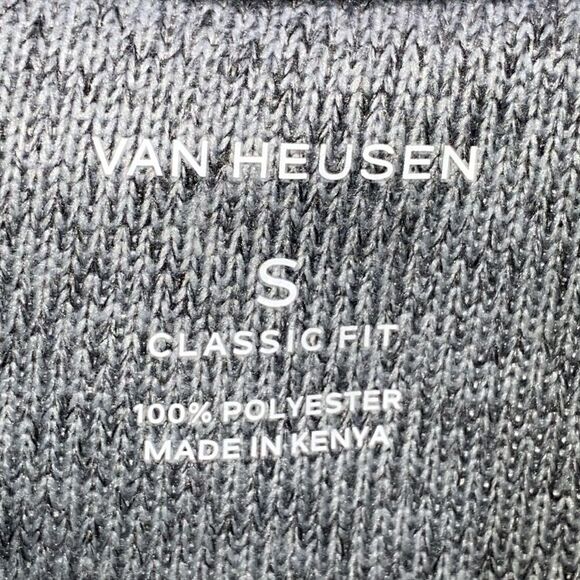 VAN HEUSEN
S
CLASSIC FIT
100% POLYESTER
MADE IN KENYA